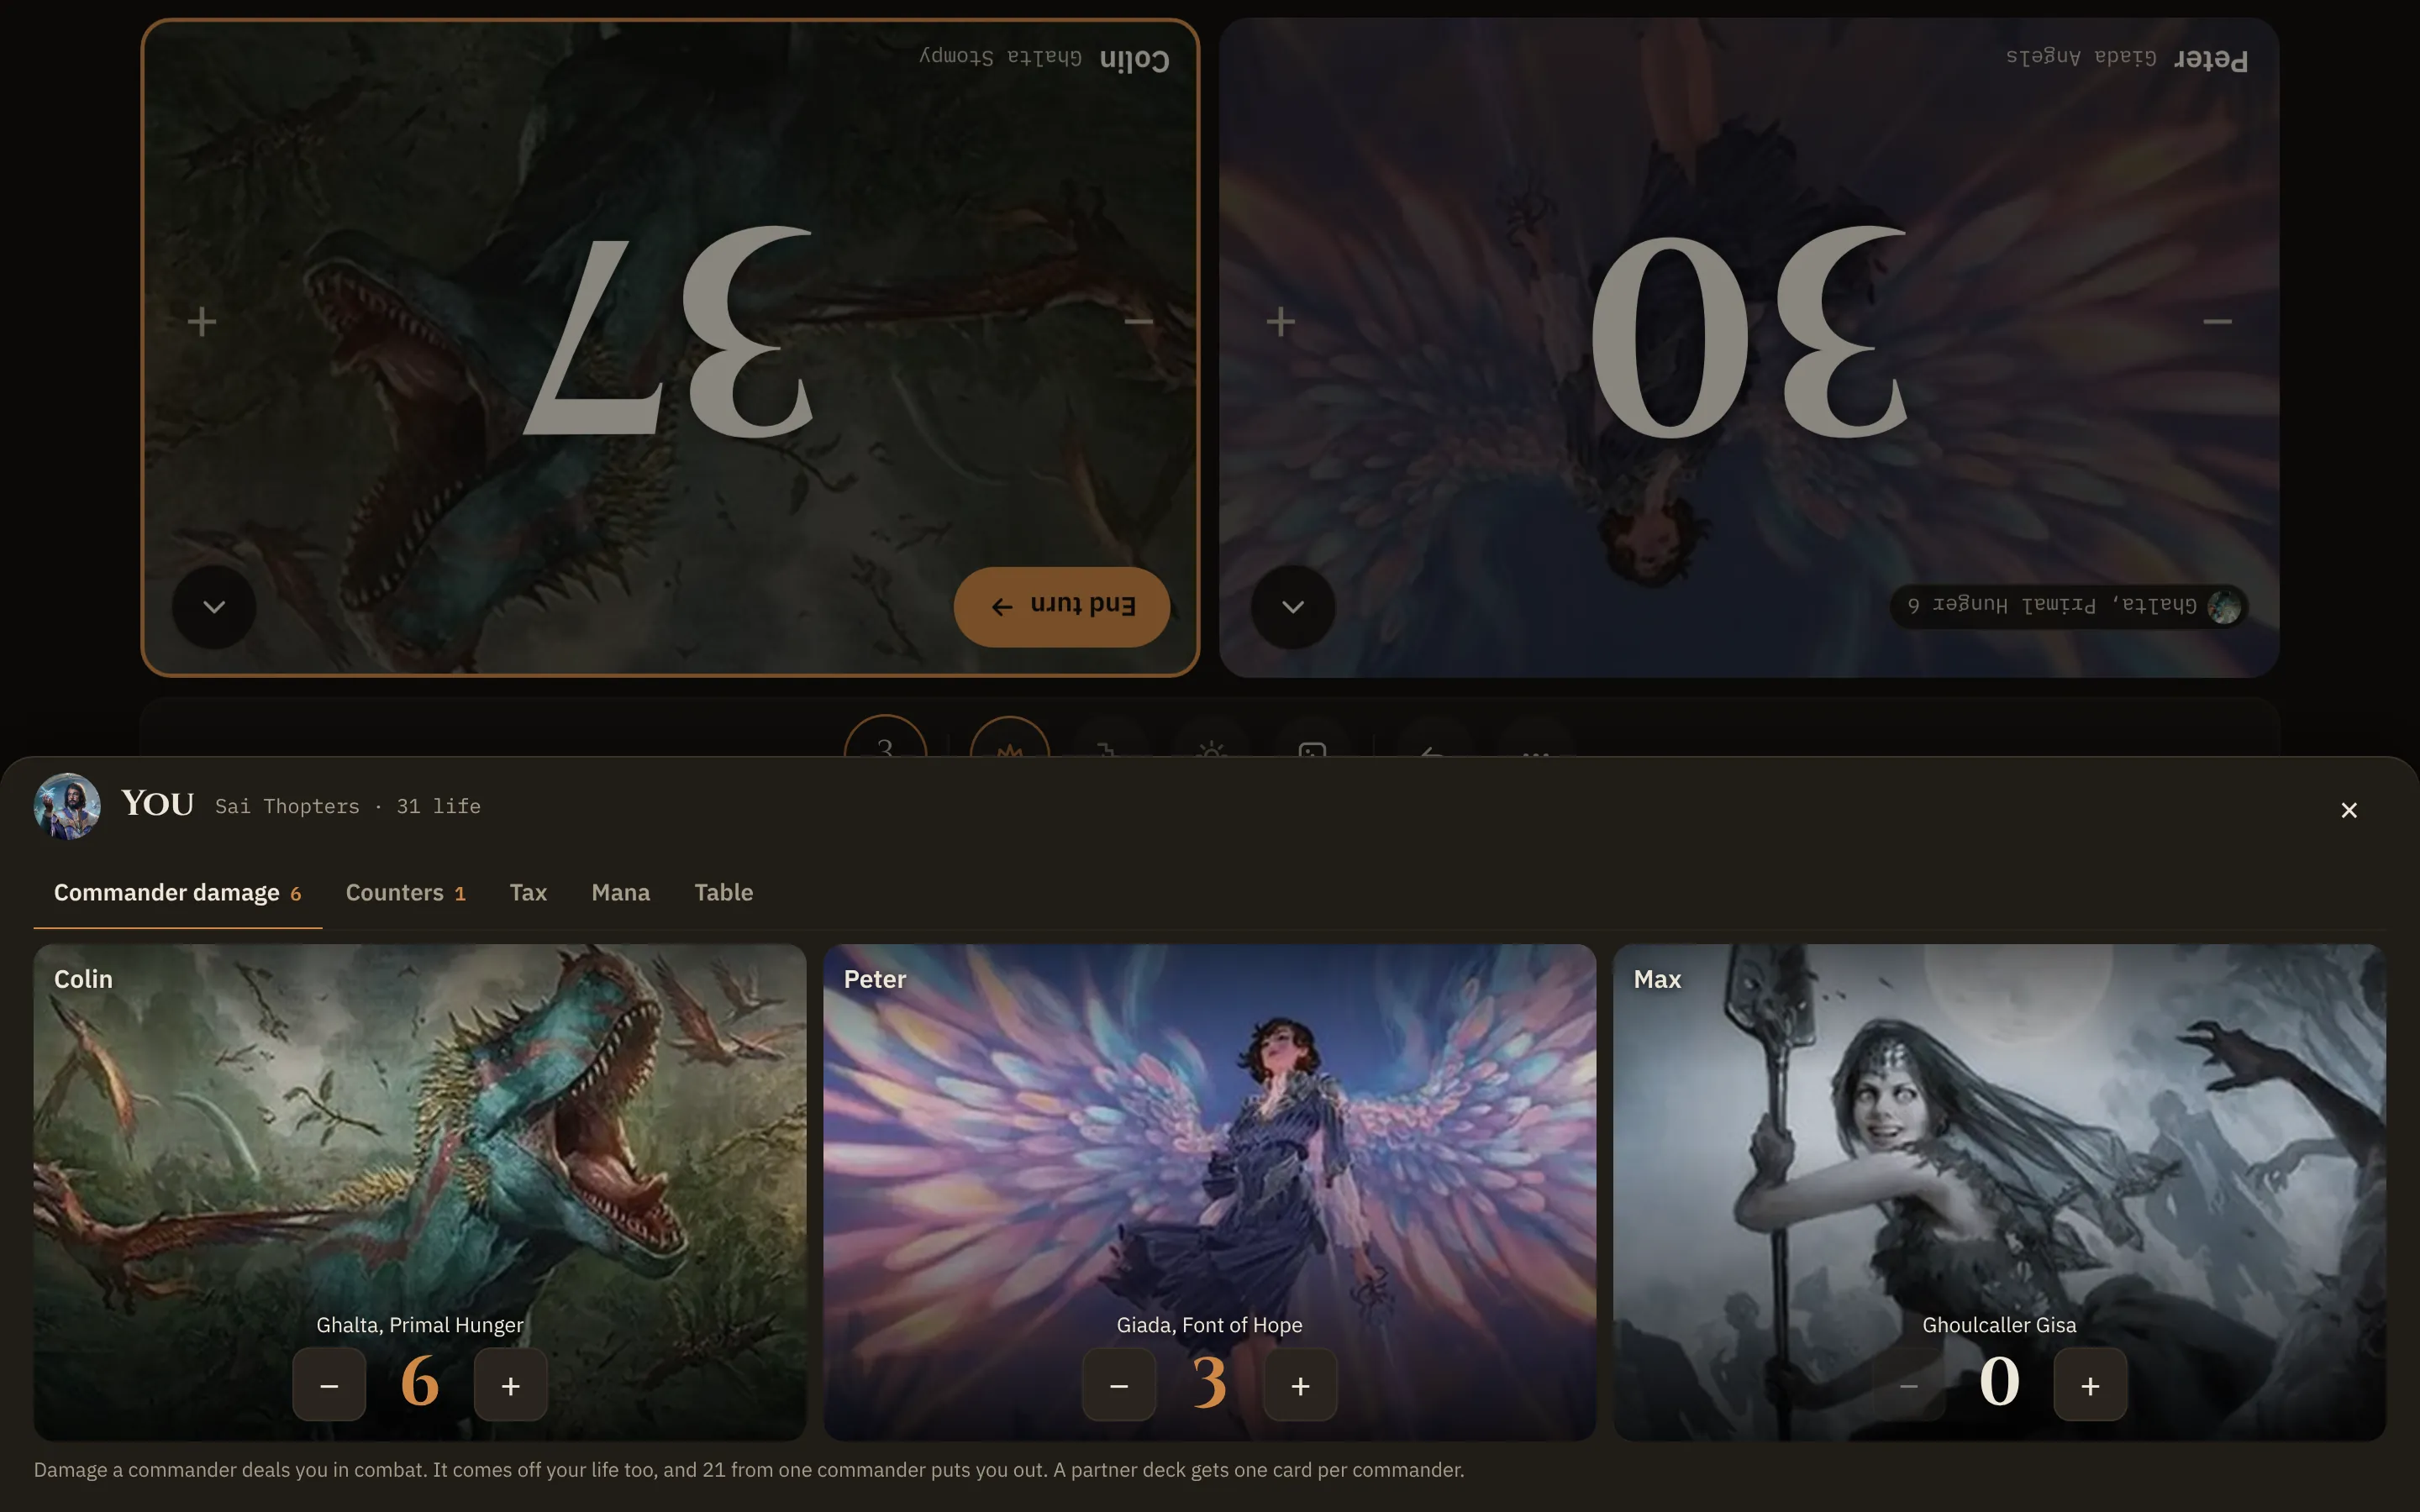 Colin Ghalta Stompy
37
End turn ←
Peter Giada Angels
30
Ghalta, Primal Hunger 6
3
YOU Sai Thopters · 31 life
×
Commander damage 6 Counters 1 Tax Mana Table
Colin
Ghalta, Primal Hunger
− 6 +
Peter
Giada, Font of Hope
− 3 +
Max
Ghoulcaller Gisa
− 0 +
Damage a commander deals you in combat. It comes off your life too, and 21 from one commander puts you out. A partner deck gets one card per commander.